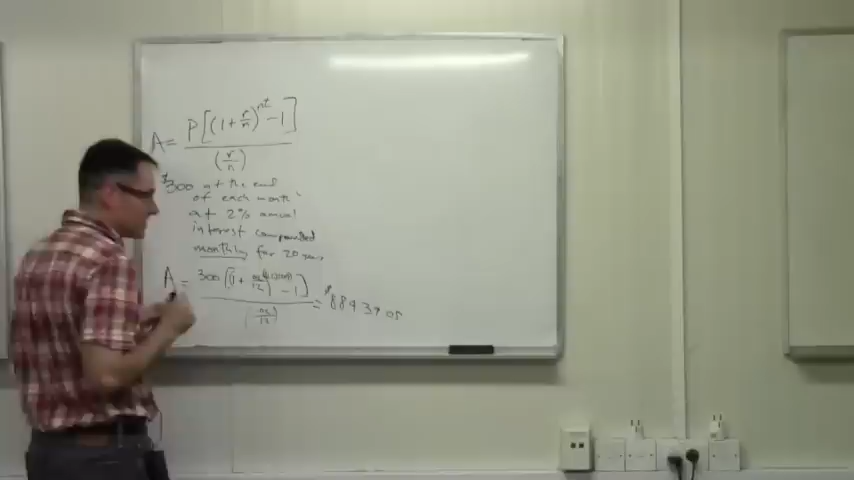 A = P[(1+r/n)^nt -1] / (r/n)
$300 at the end
of each month
at 2% annual
interest compounded
monthly for 20 years
A = 300 [(1 + .02/12)^(12)(20) -1] / (.02/12) = $88439.05